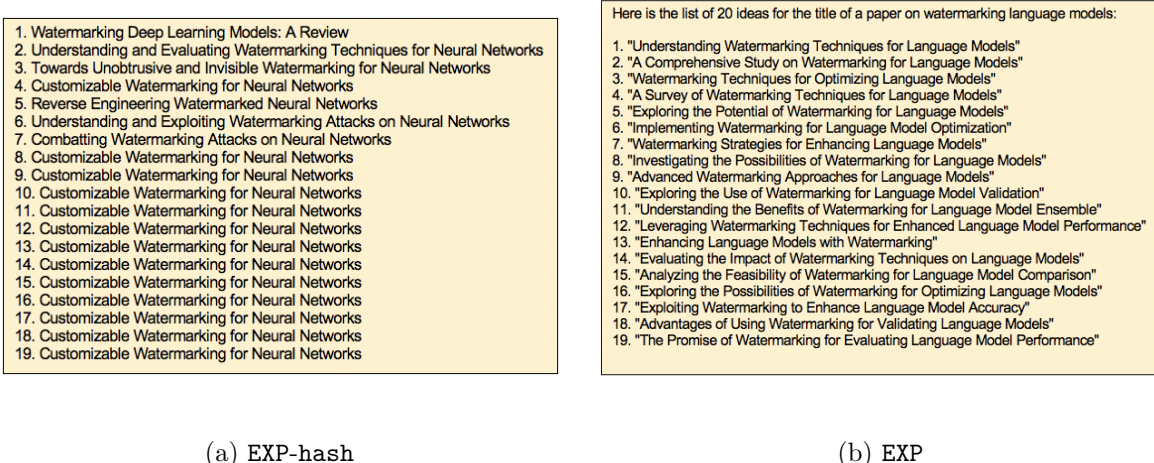 1. Watermarking Deep Learning Models: A Review
2. Understanding and Evaluating Watermarking Techniques for Neural Networks
3. Towards Unobtrusive and Invisible Watermarking for Neural Networks
4. Customizable Watermarking for Neural Networks
5. Reverse Engineering Watermarked Neural Networks
6. Understanding and Exploiting Watermarking Attacks on Neural Networks
7. Combatting Watermarking Attacks on Neural Networks
8. Customizable Watermarking for Neural Networks
9. Customizable Watermarking for Neural Networks
10. Customizable Watermarking for Neural Networks
11. Customizable Watermarking for Neural Networks
12. Customizable Watermarking for Neural Networks
13. Customizable Watermarking for Neural Networks
14. Customizable Watermarking for Neural Networks
15. Customizable Watermarking for Neural Networks
16. Customizable Watermarking for Neural Networks
17. Customizable Watermarking for Neural Networks
18. Customizable Watermarking for Neural Networks
19. Customizable Watermarking for Neural Networks
(a) EXP-hash
Here is the list of 20 ideas for the title of a paper on watermarking language models:
1. "Understanding Watermarking Techniques for Language Models"
2. "A Comprehensive Study on Watermarking for Language Models"
3. "Watermarking Techniques for Optimizing Language Models"
4. "A Survey of Watermarking Techniques for Language Models"
5. "Exploring the Potential of Watermarking for Language Models"
6. "Implementing Watermarking for Language Model Optimization"
7. "Watermarking Strategies for Enhancing Language Models"
8. "Investigating the Possibilities of Watermarking for Language Models"
9. "Advanced Watermarking Approaches for Language Models"
10. "Exploring the Use of Watermarking for Language Model Validation"
11. "Understanding the Benefits of Watermarking for Language Model Ensemble"
12. "Leveraging Watermarking Techniques for Enhanced Language Model Performance"
13. "Enhancing Language Models with Watermarking"
14. "Evaluating the Impact of Watermarking Techniques on Language Models"
15. "Analyzing the Feasibility of Watermarking for Language Model Comparison"
16. "Exploring the Possibilities of Watermarking for Optimizing Language Models"
17. "Exploiting Watermarking to Enhance Language Model Accuracy"
18. "Advantages of Using Watermarking for Validating Language Models"
19. "The Promise of Watermarking for Evaluating Language Model Performance"
(b) EXP